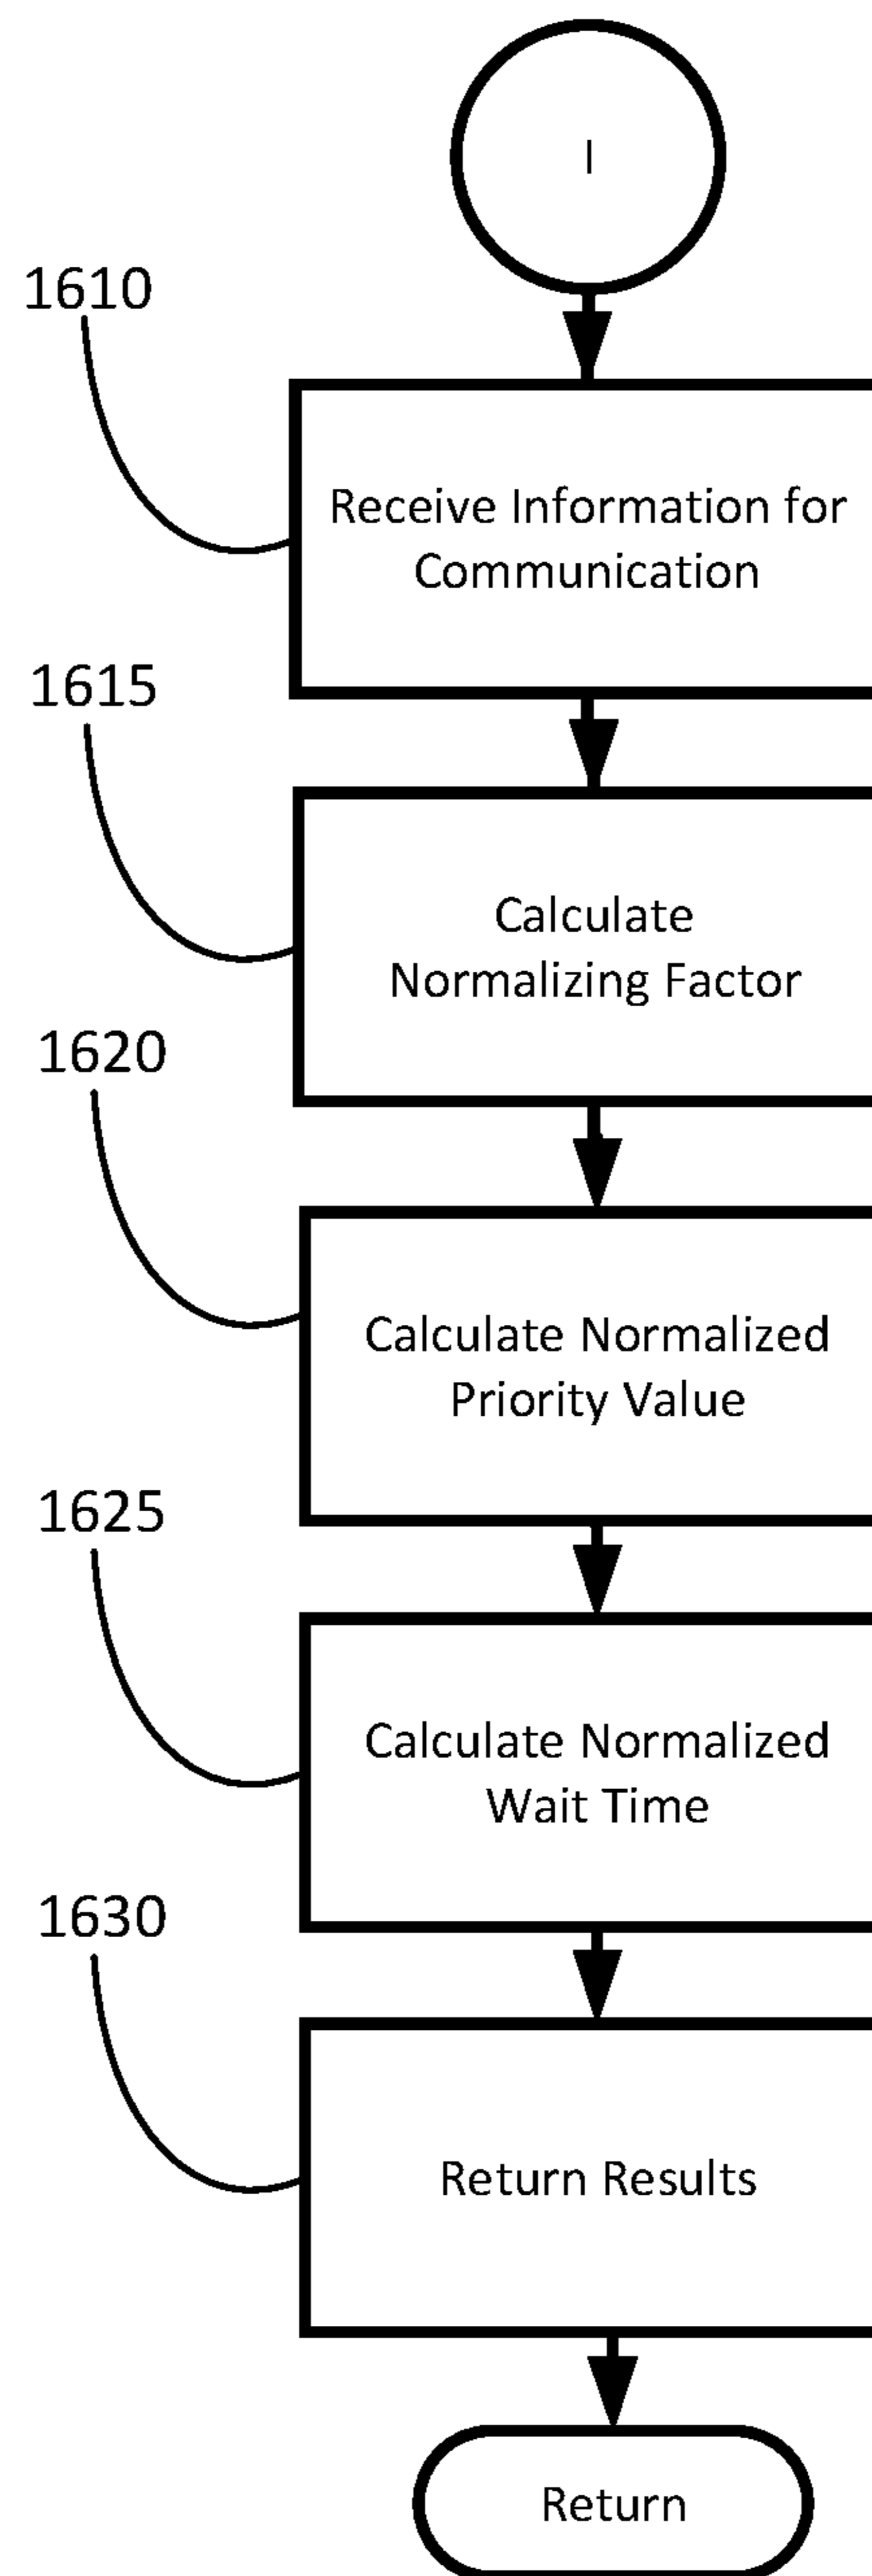 I
1610
Receive Information for
Communication
1615
Calculate
Normalizing Factor
1620
Calculate Normalized
Priority Value
1625
Calculate Normalized
Wait Time
1630
Return Results
Return